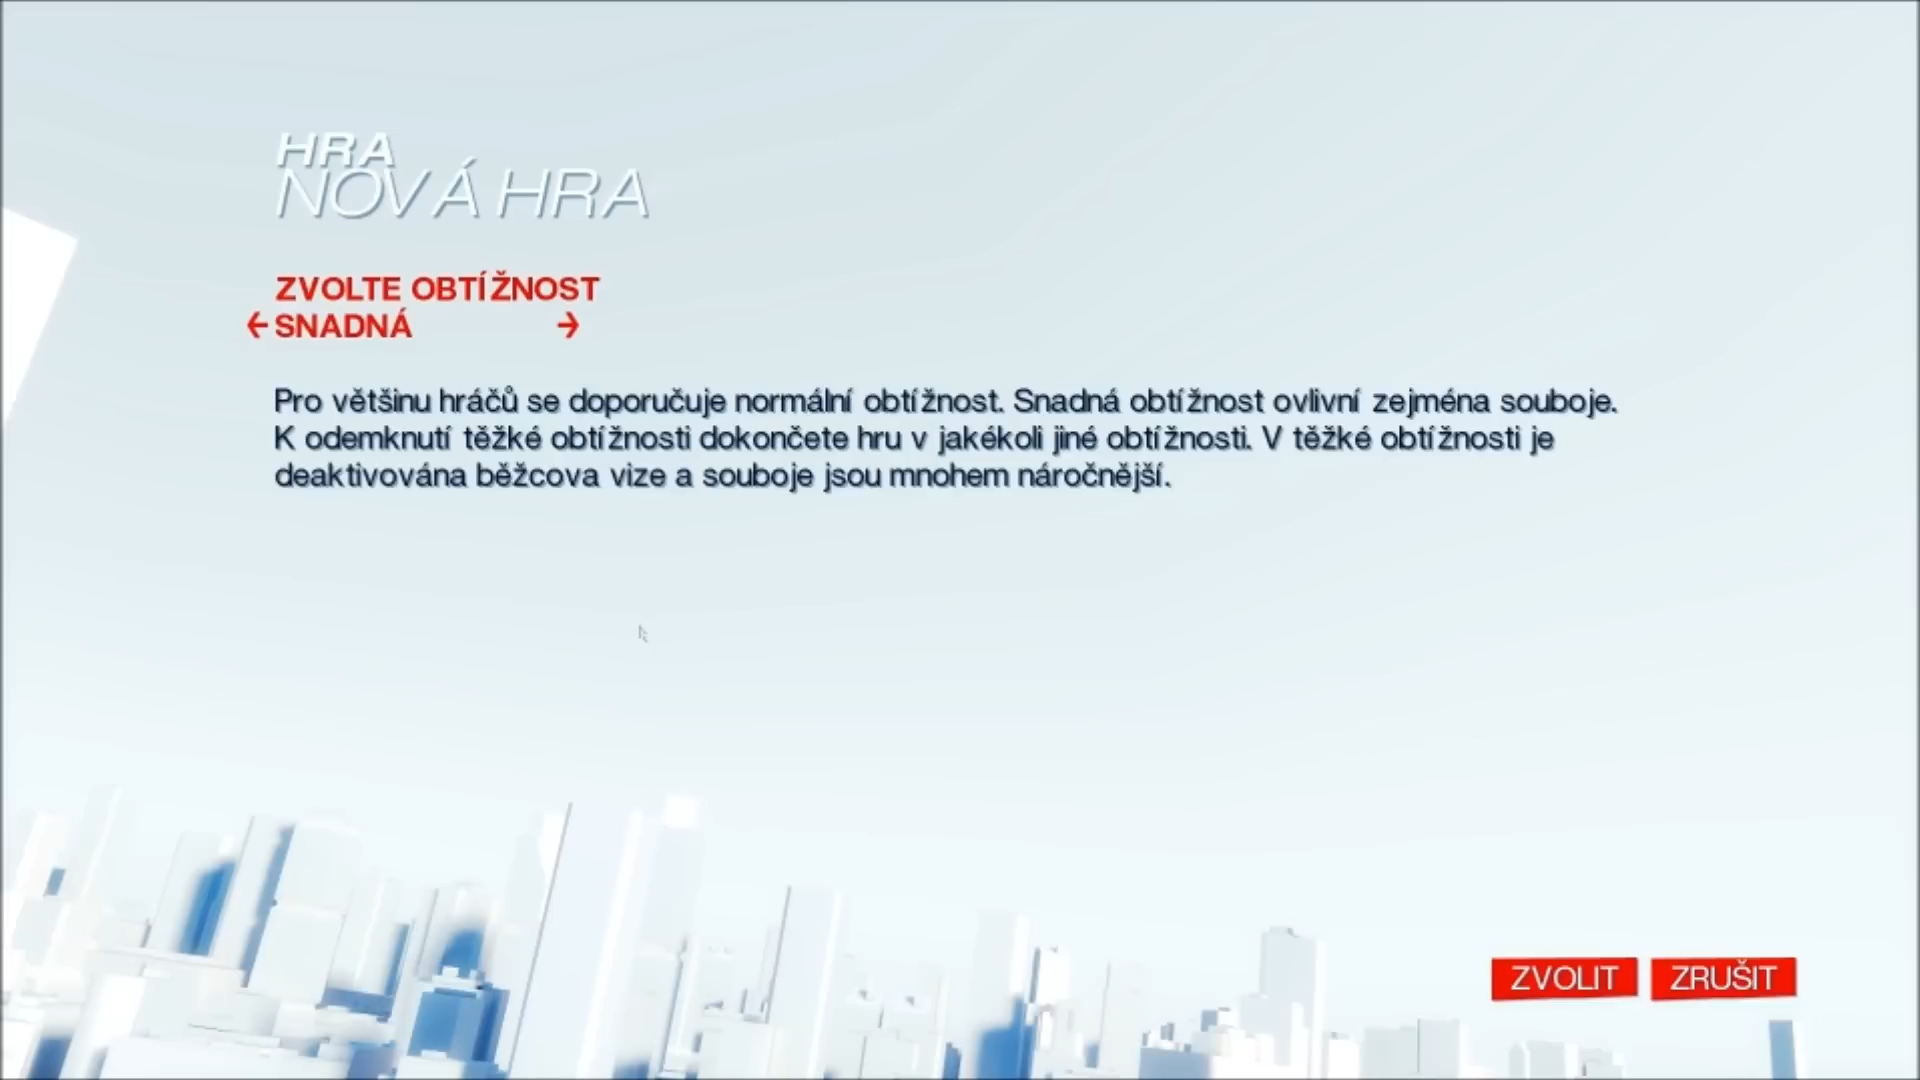 HRA
NOVÁ HRA
ZVOLTE OBTÍŽNOST
← SNADNÁ →
Pro většinu hráčů se doporučuje normální obtížnost. Snadná obtížnost ovlivní zejména souboje.
K odemknutí těžké obtížnosti dokončete hru v jakékoli jiné obtížnosti. V těžké obtížnosti je
deaktivována běžcova vize a souboje jsou mnohem náročnější.
ZVOLIT ZRUŠIT